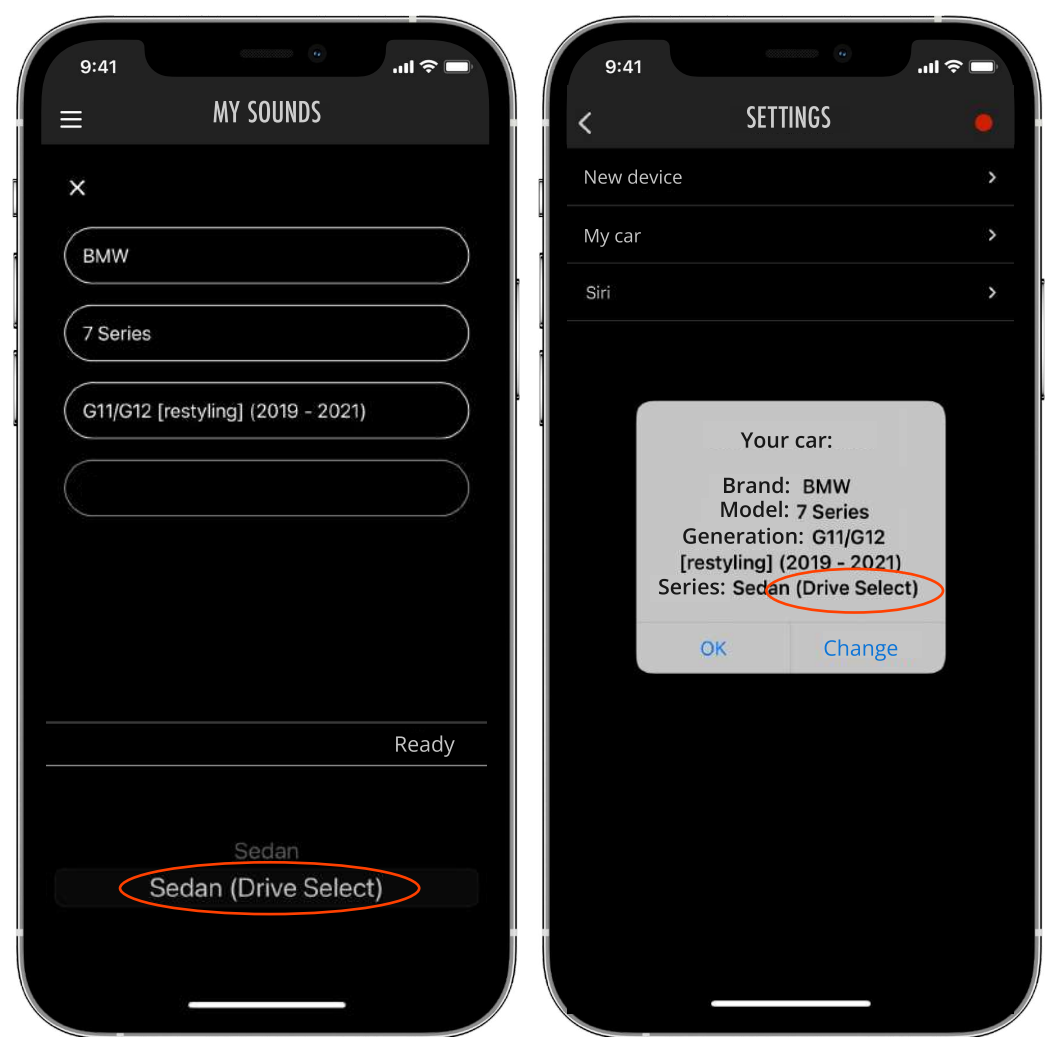 9:41
MY SOUNDS
BMW
7 Series
G11/G12 [restyling] (2019 - 2021)
Ready
Sedan
Sedan (Drive Select)
9:41
SETTINGS
New device
My car
Siri
Your car:
Brand: BMW
Model: 7 Series
Generation: G11/G12
[restyling] (2019 - 2021)
Series: Sedan (Drive Select)
OK
Change